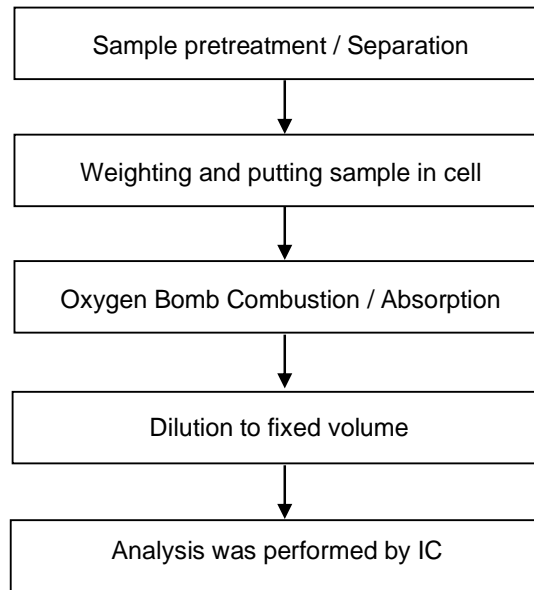 Sample pretreatment / Separation
Weighting and putting sample in cell
Oxygen Bomb Combustion / Absorption
Dilution to fixed volume
Analysis was performed by IC